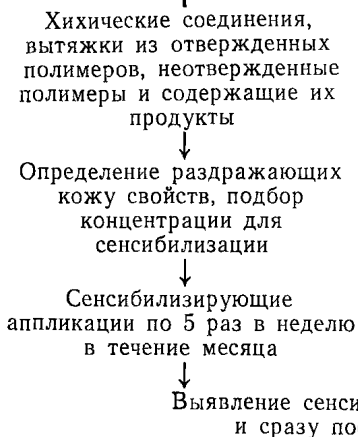 Хихические соединения,
вытяжки из отвержденных
полимеров, неотвержденные
полимеры и содержащие их
продукты
Определение раздражающих
кожу свойств, подбор
концентрации для
сенсибилизации
Сенсибилизирующие
аппликации по 5 раз в неделю
в течение месяца
Выявление сенси
и сразу по